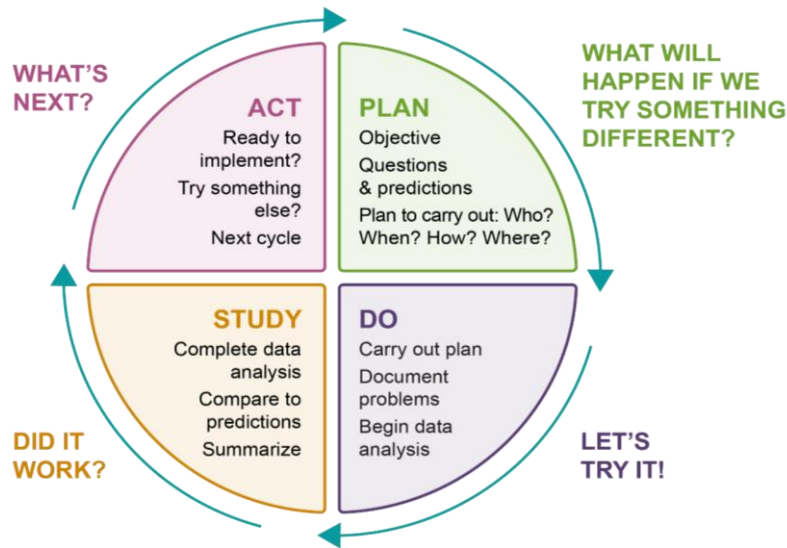 WHAT'S
NEXT?
ACT
Ready to
implement?
Try something
else?
Next cycle
PLAN
Objective
Questions
& predictions
Plan to carry out: Who?
When? How? Where?
WHAT WILL
HAPPEN IF WE
TRY SOMETHING
DIFFERENT?
STUDY
Complete data
analysis
Compare to
predictions
Summarize
DO
Carry out plan
Document
problems
Begin data
analysis
DID IT
WORK?
LET'S
TRY IT!